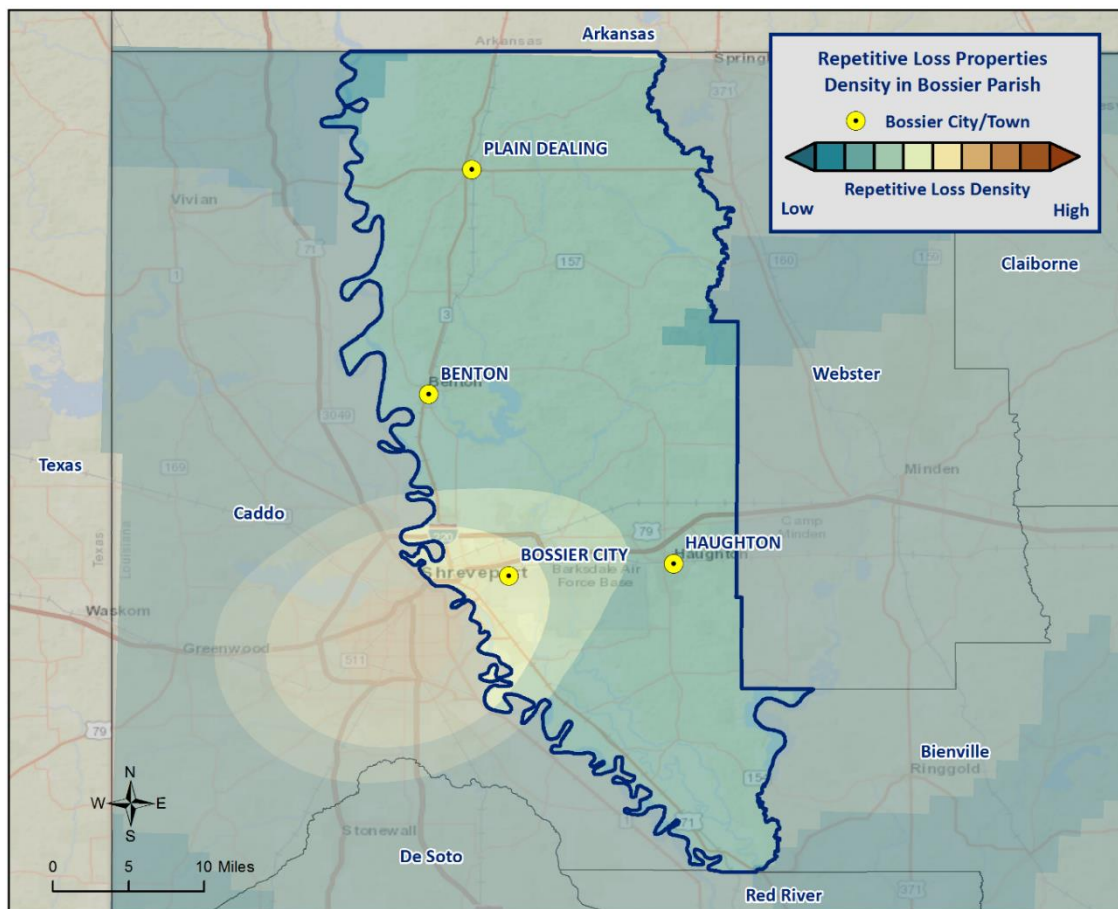 Arkansas
Arkansas
Repetitive Loss Properties
Density in Bossier Parish
Bossier City/Town
Repetitive Loss Density
Low
High
371
PLAIN DEALING
Vivian
71
1
157
160
Claiborne
3
BENTON
Benton
Webster
3049
Texas
169
Minden
Caddo
79
HAUGHTON
Haughton
Camp
Minden
220
BOSSIER CITY
Shreveport
Barksdale Air
Force Base
Texas
Louisiana
Waskom
Greenwood
511
79
Bienville
Ringgold
154
N
W
E
S
71
Stonewall
De Soto
0
5
10 Miles
Red River
371